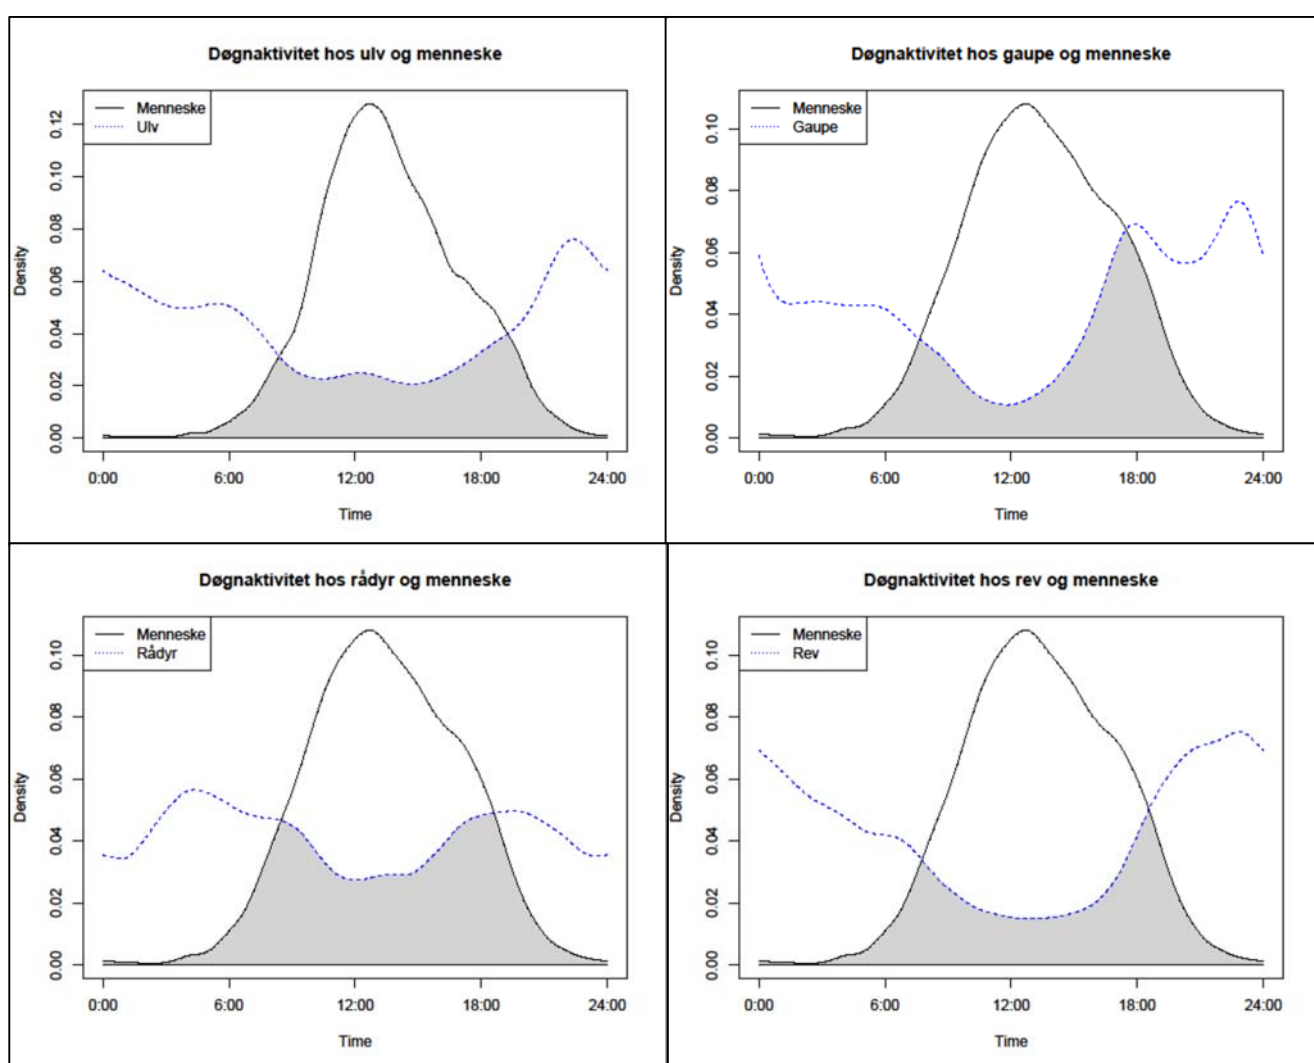 Døgnaktivitet hos ulv og menneske
Menneske
Ulv
Density
0.12
0.10
0.08
0.06
0.04
0.02
0.00
0:00 6:00 12:00 18:00 24:00
Time
Døgnaktivitet hos gaupe og menneske
Menneske
Gaupe
Density
0.10
0.08
0.06
0.04
0.02
0.00
0:00 6:00 12:00 18:00 24:00
Time
Døgnaktivitet hos rådyr og menneske
Menneske
Rådyr
Density
0.10
0.08
0.06
0.04
0.02
0.00
0:00 6:00 12:00 18:00 24:00
Time
Døgnaktivitet hos rev og menneske
Menneske
Rev
Density
0.10
0.08
0.06
0.04
0.02
0.00
0:00 6:00 12:00 18:00 24:00
Time